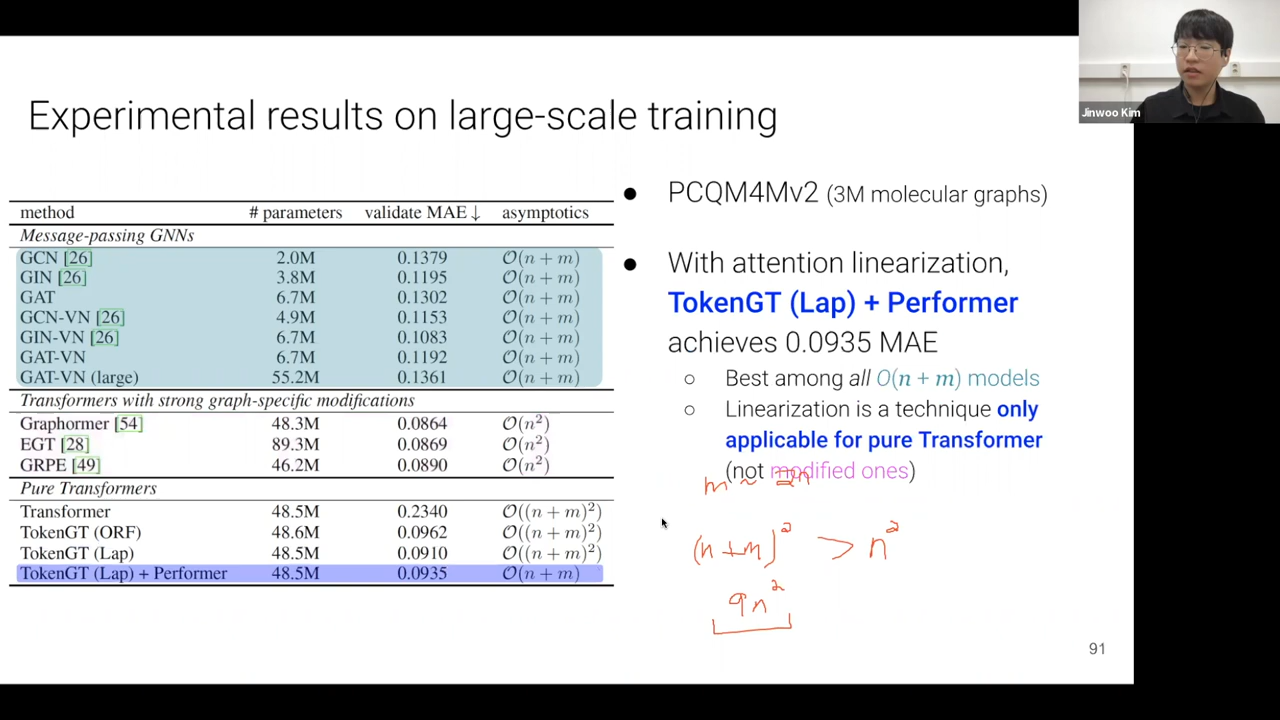 Jinwoo Kim
Experimental results on large-scale training
method # parameters validate MAE ↓ asymptotics
Message-passing GNNs
GCN [26] 2.0M 0.1379 O(n + m)
GIN [26] 3.8M 0.1195 O(n + m)
GAT 6.7M 0.1302 O(n + m)
GCN-VN [26] 4.9M 0.1153 O(n + m)
GIN-VN [26] 6.7M 0.1083 O(n + m)
GAT-VN 6.7M 0.1192 O(n + m)
GAT-VN (large) 55.2M 0.1361 O(n + m)
Transformers with strong graph-specific modifications
Graphormer [54] 48.3M 0.0864 O(n²)
EGT [28] 89.3M 0.0869 O(n²)
GRPE [49] 46.2M 0.0890 O(n²)
Pure Transformers
Transformer 48.5M 0.2340 O((n + m)²)
TokenGT (ORF) 48.6M 0.0962 O((n + m)²)
TokenGT (Lap) 48.5M 0.0910 O((n + m)²)
TokenGT (Lap) + Performer 48.5M 0.0935 O(n + m)
● PCQM4Mv2 (3M molecular graphs)
● With attention linearization,
TokenGT (Lap) + Performer
achieves 0.0935 MAE
○ Best among all O(n + m) models
○ Linearization is a technique only
applicable for pure Transformer
(not modified ones)
m ~ 2n
(n+m)² > n²
9n²
91